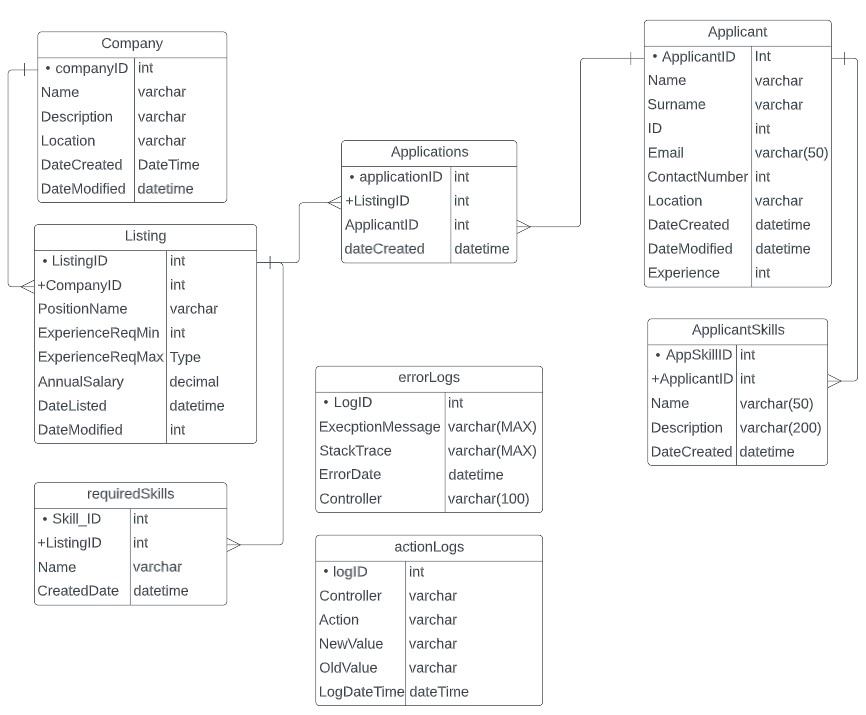 Company
• companyID int
Name varchar
Description varchar
Location varchar
DateCreated DateTime
DateModified datetime
Listing
• ListingID int
+CompanyID int
PositionName varchar
ExperienceReqMin int
ExperienceReqMax Type
AnnualSalary decimal
DateListed datetime
DateModified int
requiredSkills
• Skill_ID int
+ListingID int
Name varchar
CreatedDate datetime
Applications
• applicationID int
+ListingID int
ApplicantID int
dateCreated datetime
errorLogs
• LogID int
ExecptionMessage varchar(MAX)
StackTrace varchar(MAX)
ErrorDate datetime
Controller varchar(100)
actionLogs
• logID int
Controller varchar
Action varchar
NewValue varchar
OldValue varchar
LogDateTime dateTime
Applicant
• ApplicantID Int
Name varchar
Surname varchar
ID int
Email varchar(50)
ContactNumber int
Location varchar
DateCreated datetime
DateModified datetime
Experience int
ApplicantSkills
• AppSkillID int
+ApplicantID int
Name varchar(50)
Description varchar(200)
DateCreated datetime